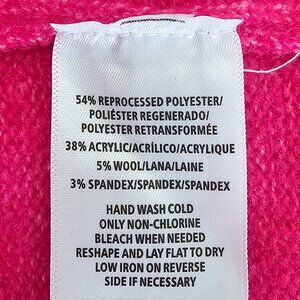 54% REPROCESSED POLYESTER/
POLIÉSTER REGENERADO/
POLYESTER RETRANSFORMÉE
38% ACRYLIC/ACRÍLICO/ACRYLIQUE
5% WOOL/LANA/LAINE
3% SPANDEX/SPANDEX/SPANDEX
HAND WASH COLD
ONLY NON-CHLORINE
BLEACH WHEN NEEDED
RESHAPE AND LAY FLAT TO DRY
LOW IRON ON REVERSE
SIDE IF NECESSARY